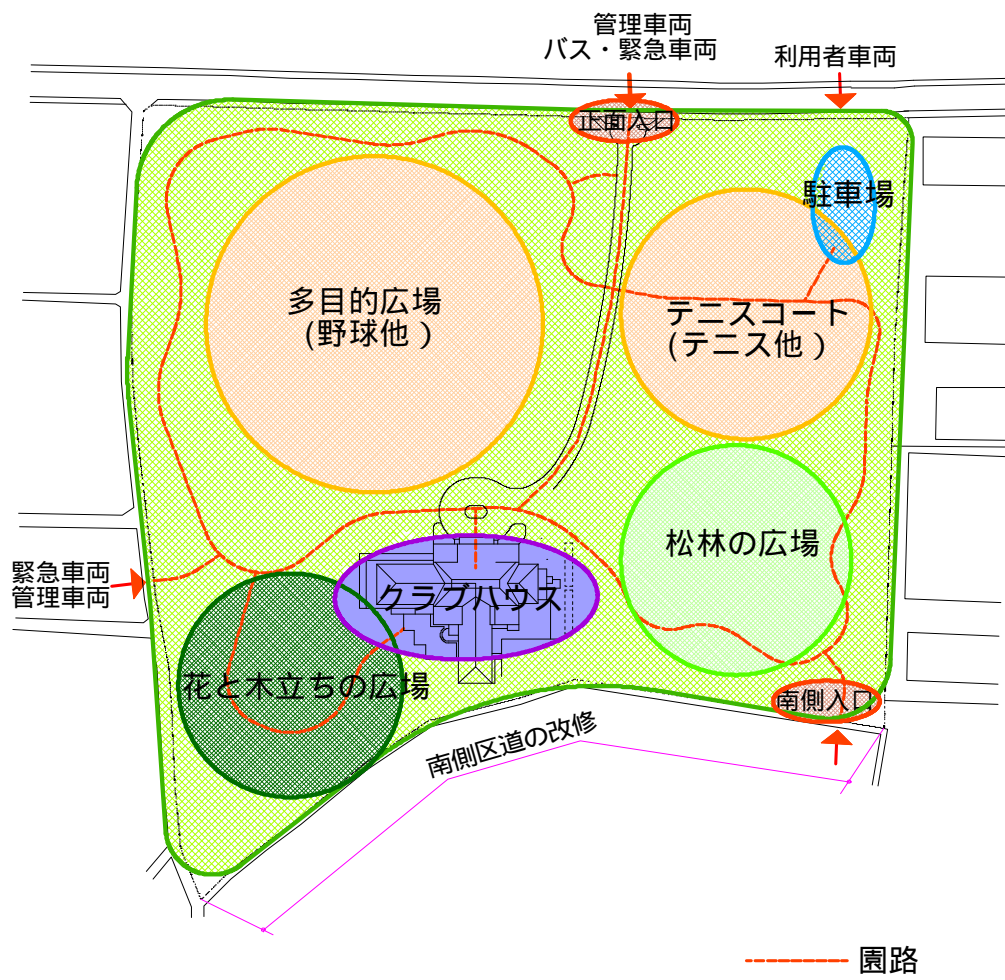 管理車両
バス・緊急車両
利用者車両
正面入口
駐車場
多目的広場
(野球他）
テニスコート
(テニス他）
松林の広場
緊急車両
管理車両
クラブハウス
花と木立ちの広場
南側入口
南側区道の改修
園路